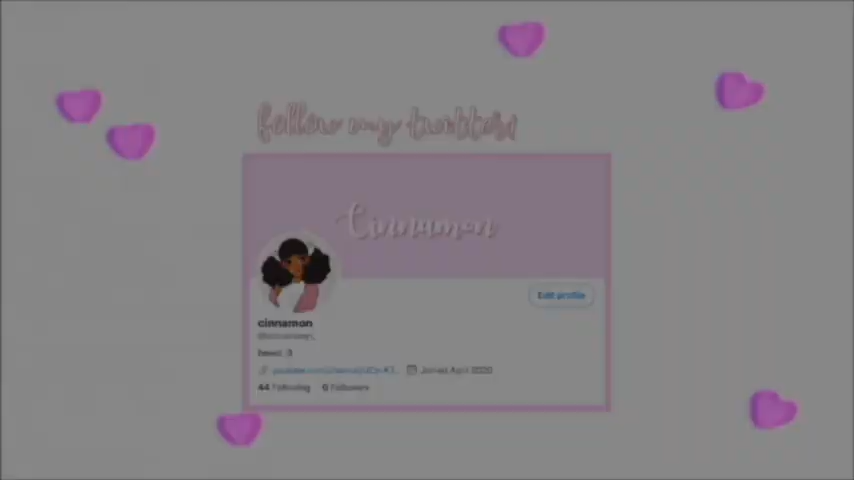 follow my twitter!
Cinnamon
Edit profile
cinnamon
Joined April 2020
44 Following 6 Followers